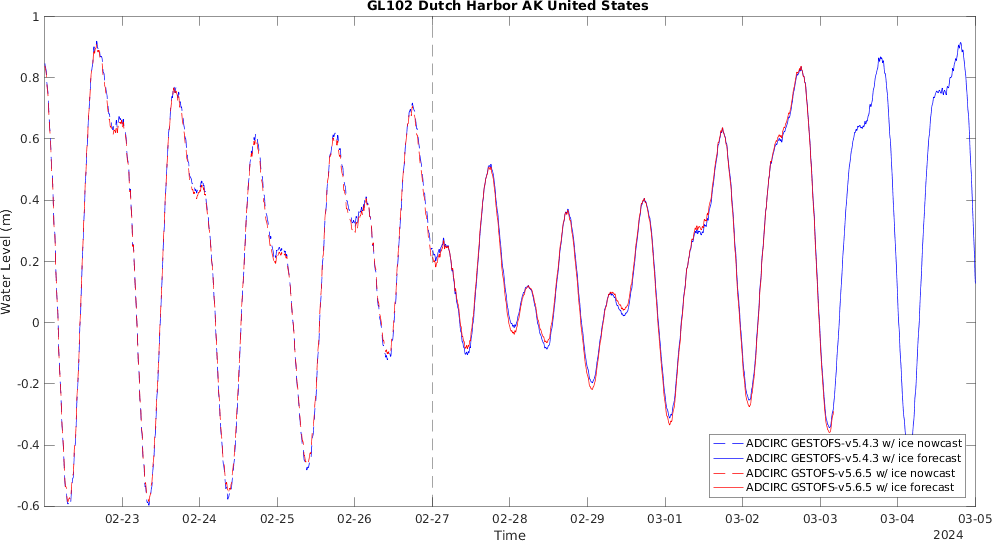 GL102 Dutch Harbor AK United States
1
0.8
0.6
0.4
0.2
0
-0.2
-0.4
-0.6
Water Level (m)
ADCIRC GESTOFS-v5.4.3 w/ ice nowcast
ADCIRC GESTOFS-v5.4.3 w/ ice forecast
ADCIRC GSTOFS-v5.6.5 w/ ice nowcast
ADCIRC GSTOFS-v5.6.5 w/ ice forecast
02-23 02-24 02-25 02-26 02-27 02-28 02-29 03-01 03-02 03-03 03-04 03-05
Time
2024